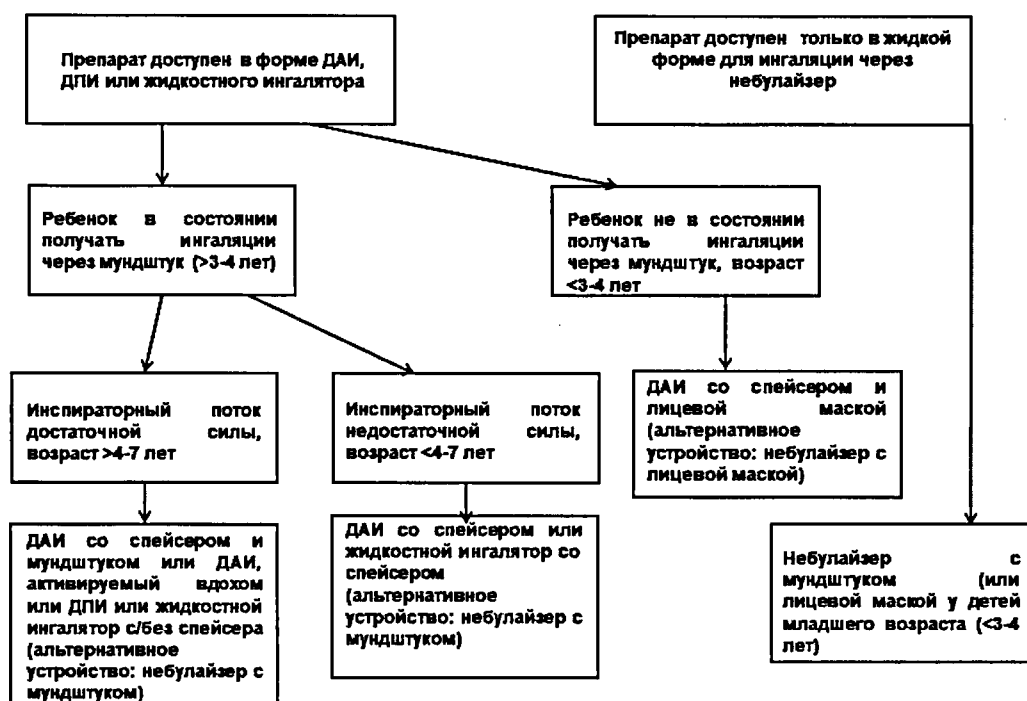 Препарат доступен в форме ДАИ,
ДПИ или жидкостного ингалятора
Препарат доступен только в жидкой
форме для ингаляции через
небулайзер
Ребенок в состоянии
получать ингаляции
через мундштук (>3-4 лет)
Ребенок не в состоянии
получать ингаляции
через мундштук, возраст
<3-4 лет
Инспираторный поток
достаточной силы,
возраст >4-7 лет
Инспираторный поток
недостаточной силы,
возраст <4-7 лет
ДАИ со спейсером и
лицевой маской
(альтернативное
устройство: небулайзер с
лицевой маской)
ДАИ со спейсером и
мундштуком или ДАИ,
активируемый вдохом
или ДПИ или жидкостной
ингалятор с/без спейсера
(альтернативное
устройство: небулайзер с
мундштуком)
ДАИ со спейсером или
жидкостной ингалятор со
спейсером
(альтернативное
устройство: небулайзер с
мундштуком)
Небулайзер с
мундштуком (или
лицевой маской у детей
младшего возраста (<3-4
лет)